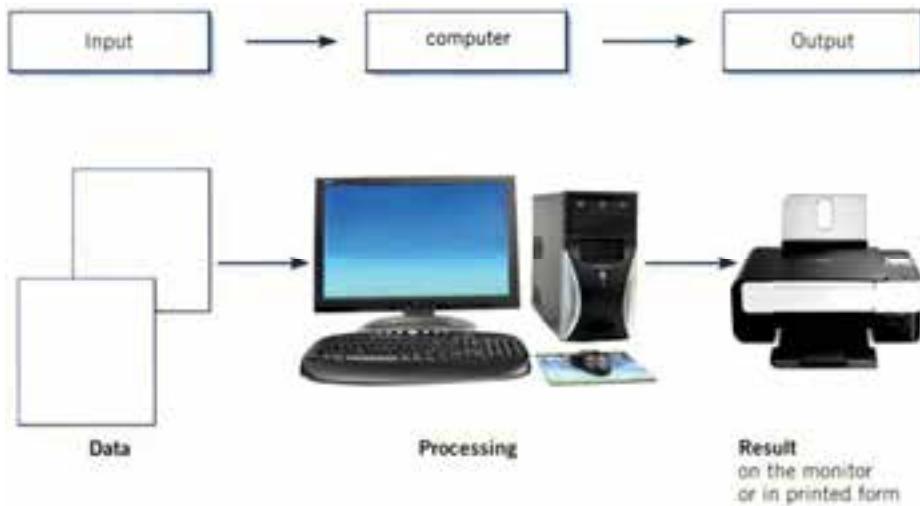 Input
computer
Output
Data
Processing
Result
on the monitor
or in printed form